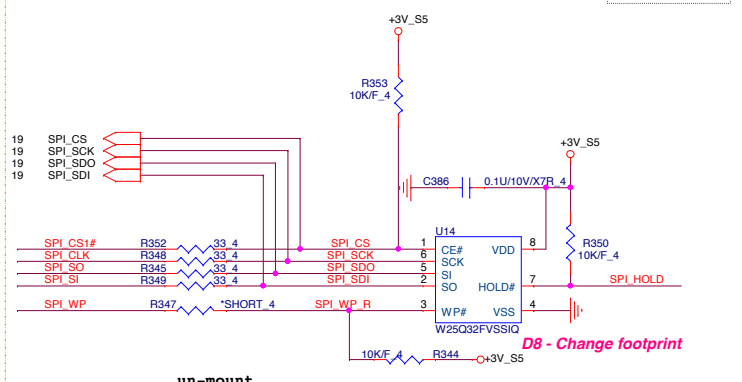 +3V_S5
R353
10K/F_4
19 SPI_CS
19 SPI_SCK
19 SPI_SDO
19 SPI_SDI
+3V_S5
C386 0.1U/10V/X7R_4
U14
SPI_CS1# R352 33_4 SPI_CS 1 CE# VDD 8
SPI_CLK R348 33_4 SPI_SCK 6 SCK
SPI_SO R345 33_4 SPI_SDO 5 SI
SPI_SI R349 33_4 SPI_SDI 2 SO HOLD# 7 SPI_HOLD
R350
10K/F_4
SPI_WP R347 *SHORT_4 SPI_WP_R 3 WP# VSS 4
W25Q32FVSSIQ
D8 - Change footprint
10K/F_4 R344 +3V_S5
un-mount